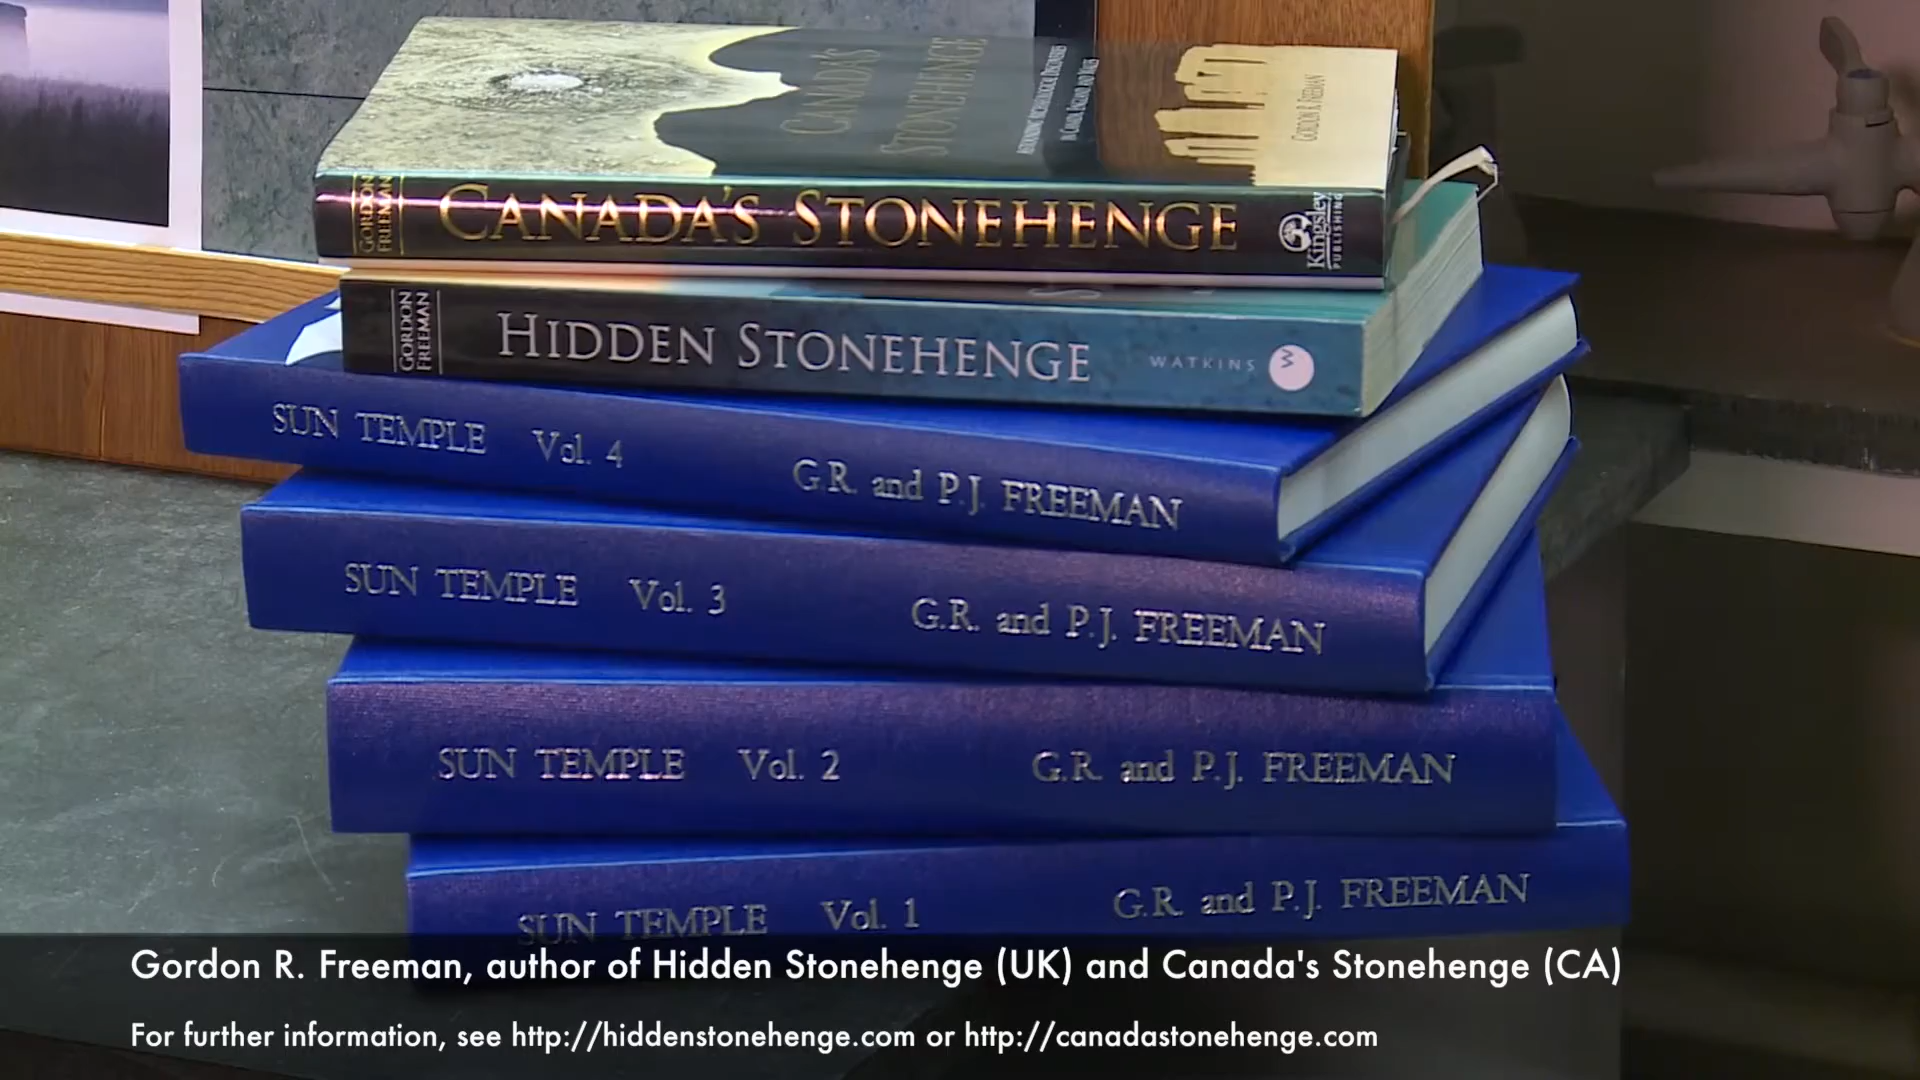 CANADA'S
STONEHENGE
GORDON R. FREEMAN
GORDON
FREEMAN
CANADA'S STONEHENGE
Kingsley
PUBLISHING
GORDON
FREEMAN
HIDDEN STONEHENGE
WATKINS
W
SUN TEMPLE Vol. 4 G.R. and P.J. FREEMAN
SUN TEMPLE Vol. 3 G.R. and P.J. FREEMAN
SUN TEMPLE Vol. 2 G.R. and P.J. FREEMAN
SUN TEMPLE Vol. 1 G.R. and P.J. FREEMAN
Gordon R. Freeman, author of Hidden Stonehenge (UK) and Canada's Stonehenge (CA)
For further information, see http://hiddenstonehenge.com or http://canadastonehenge.com